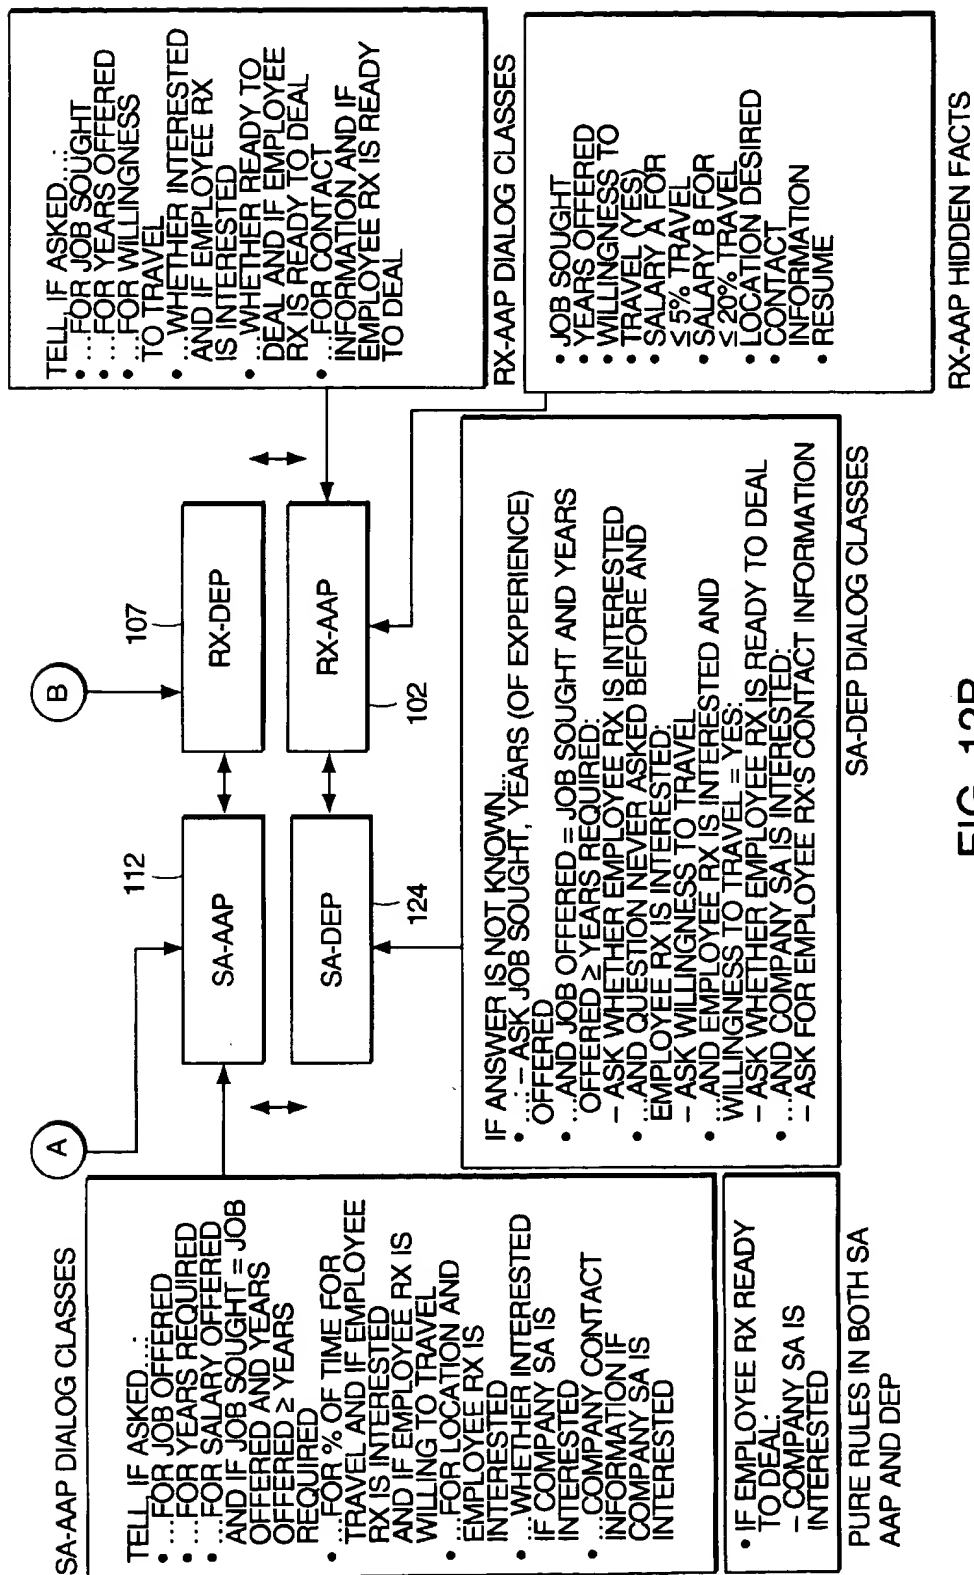 SA-AAP DIALOG CLASSES
TELL IF ASKED...:
• ... FOR JOB OFFERED
• ... FOR YEARS REQUIRED
• ... FOR SALARY OFFERED
AND IF JOB SOUGHT = JOB
OFFERED AND YEARS
OFFERED ≥ YEARS
REQUIRED
• ... FOR % OF TIME FOR
TRAVEL AND IF EMPLOYEE
RX IS INTERESTED
AND IF EMPLOYEE RX IS
WILLING TO TRAVEL
• ... FOR LOCATION AND
EMPLOYEE RX IS
INTERESTED
• ... WHETHER INTERESTED
IF COMPANY SA IS
INTERESTED
• ... COMPANY CONTACT
INFORMATION IF
COMPANY SA IS
INTERESTED
• IF EMPLOYEE RX READY
TO DEAL:
– COMPANY SA IS
INTERESTED
PURE RULES IN BOTH SA
AAP AND DEP
A
112
SA-AAP
SA-DEP
124
B
107
RX-DEP
RX-AAP
102
IF ANSWER IS NOT KNOWN...
• ...: – ASK JOB SOUGHT, YEARS (OF EXPERIENCE)
OFFERED
• ...AND JOB OFFERED = JOB SOUGHT AND YEARS
OFFERED ≥ YEARS REQUIRED:
– ASK WHETHER EMPLOYEE RX IS INTERESTED
• ...AND QUESTION NEVER ASKED BEFORE AND
EMPLOYEE RX IS INTERESTED:
– ASK WILLINGNESS TO TRAVEL
• ...AND EMPLOYEE RX IS INTERESTED AND
WILLINGNESS TO TRAVEL = YES:
– ASK WHETHER EMPLOYEE RX IS READY TO DEAL
• ...AND COMPANY SA IS INTERESTED:
– ASK FOR EMPLOYEE RX'S CONTACT INFORMATION
SA-DEP DIALOG CLASSES
TELL IF ASKED...:
• ... FOR JOB SOUGHT
• ... FOR YEARS OFFERED
• ... FOR WILLINGNESS
TO TRAVEL
• ... WHETHER INTERESTED
AND IF EMPLOYEE RX
IS INTERESTED
• ... WHETHER READY TO
DEAL AND IF EMPLOYEE
RX IS READY TO DEAL
• ... FOR CONTACT
INFORMATION AND IF
EMPLOYEE RX IS READY
TO DEAL
RX-AAP DIALOG CLASSES
• JOB SOUGHT
• YEARS OFFERED
• WILLINGNESS TO
TRAVEL (YES)
• SALARY A FOR
≤ 5% TRAVEL
• SALARY B FOR
≤ 20% TRAVEL
• LOCATION DESIRED
• CONTACT
INFORMATION
• RESUME
RX-AAP HIDDEN FACTS